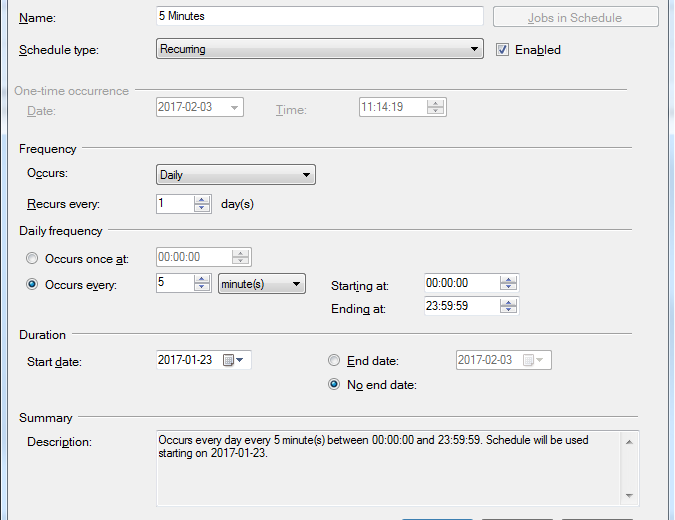 Name: 5 Minutes Jobs in Schedule
Schedule type: Recurring Enabled
One-time occurrence
Date: 2017-02-03 Time: 11:14:19
Frequency
Occurs: Daily
Recurs every: 1 day(s)
Daily frequency
Occurs once at: 00:00:00
Occurs every: 5 minute(s) Starting at: 00:00:00
Ending at: 23:59:59
Duration
Start date: 2017-01-23 End date: 2017-02-03
No end date:
Summary
Description: Occurs every day every 5 minute(s) between 00:00:00 and 23:59:59. Schedule will be used
starting on 2017-01-23.